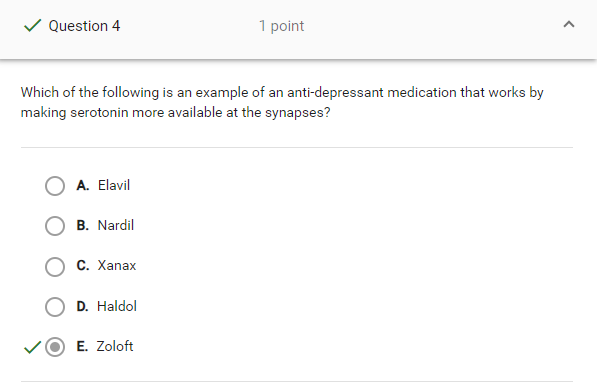 Question 4 1 point
Which of the following is an example of an anti-depressant medication that works by
making serotonin more available at the synapses?
A. Elavil
B. Nardil
C. Xanax
D. Haldol
E. Zoloft